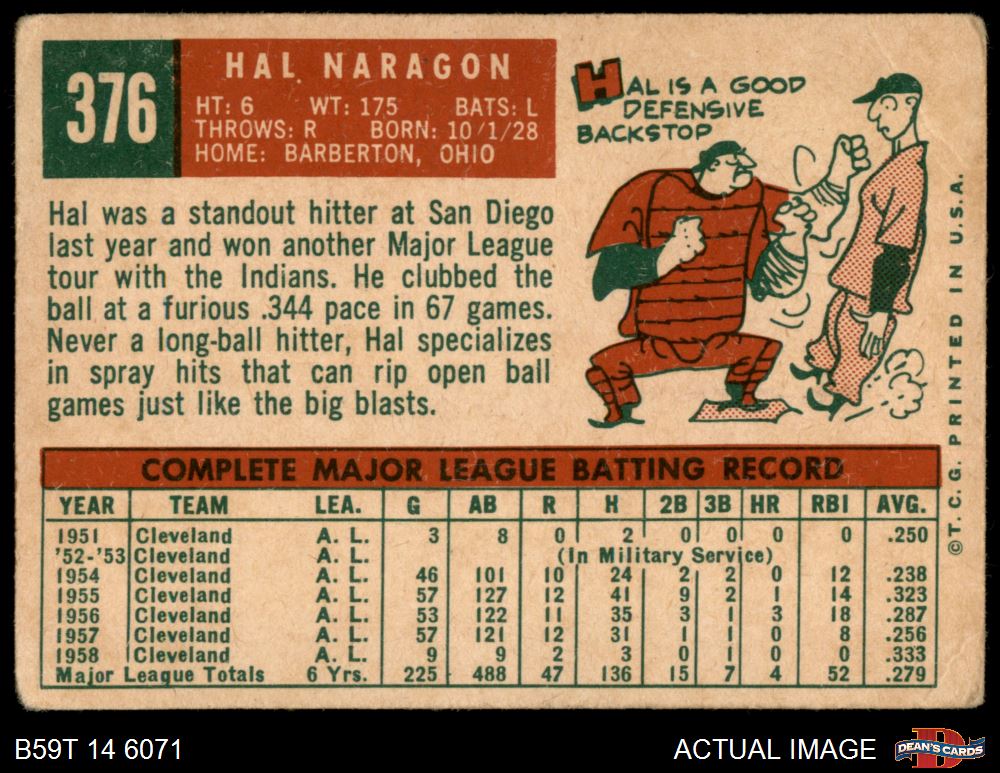 376
HAL NARAGON
HT: 6 WT: 175 BATS: L
THROWS: R BORN: 10/1/28
HOME: BARBERTON, OHIO
HAL IS A GOOD
DEFENSIVE
BACKSTOP
Hal was a standout hitter at San Diego
last year and won another Major League
tour with the Indians. He clubbed the
ball at a furious .344 pace in 67 games.
Never a long-ball hitter, Hal specializes
in spray hits that can rip open ball
games just like the big blasts.
COMPLETE MAJOR LEAGUE BATTING RECORD
YEAR TEAM LEA. G AB R H 2B 3B HR RBI AVG.
1951 Cleveland A. L. 3 8 0 2 0 0 0 0 .250
'52-'53 Cleveland A. L. (In Military Service)
1954 Cleveland A. L. 46 101 10 24 2 2 0 12 .238
1955 Cleveland A. L. 57 127 12 41 9 2 1 14 .323
1956 Cleveland A. L. 53 122 11 35 3 1 3 18 .287
1957 Cleveland A. L. 57 121 12 31 1 1 0 8 .256
1958 Cleveland A. L. 9 9 2 3 0 1 0 0 .333
Major League Totals 6 Yrs. 225 488 47 136 15 7 4 52 .279
©T. C. G. PRINTED IN U.S.A.
B59T 14 6071
ACTUAL IMAGE
D
DEAN'S CARDS